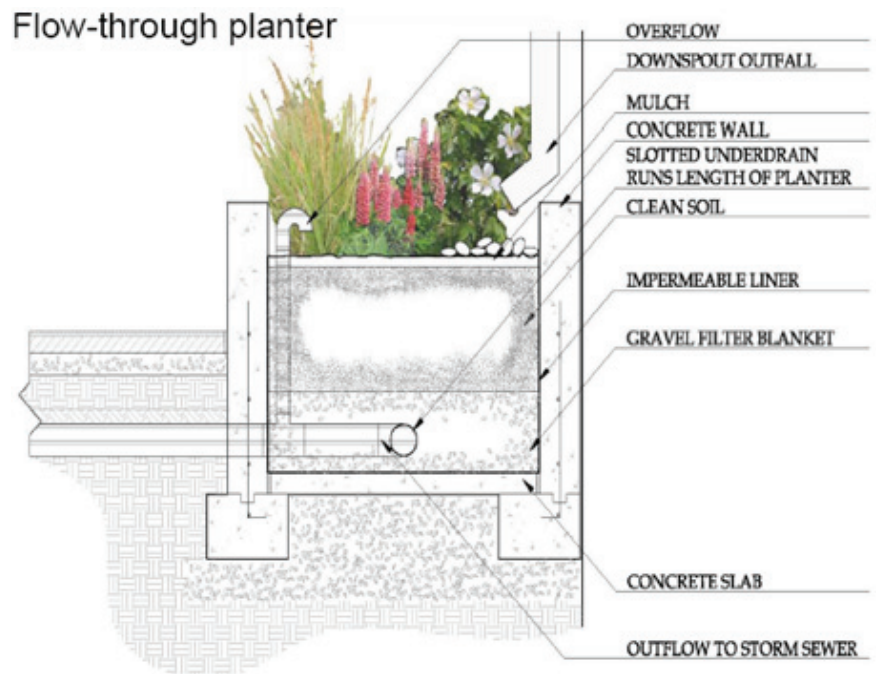 Flow-through planter
OVERFLOW
DOWNSPOUT OUTFALL
MULCH
CONCRETE WALL
SLOTTED UNDERDRAIN
RUNS LENGTH OF PLANTER
CLEAN SOIL
IMPERMEABLE LINER
GRAVEL FILTER BLANKET
CONCRETE SLAB
OUTFLOW TO STORM SEWER